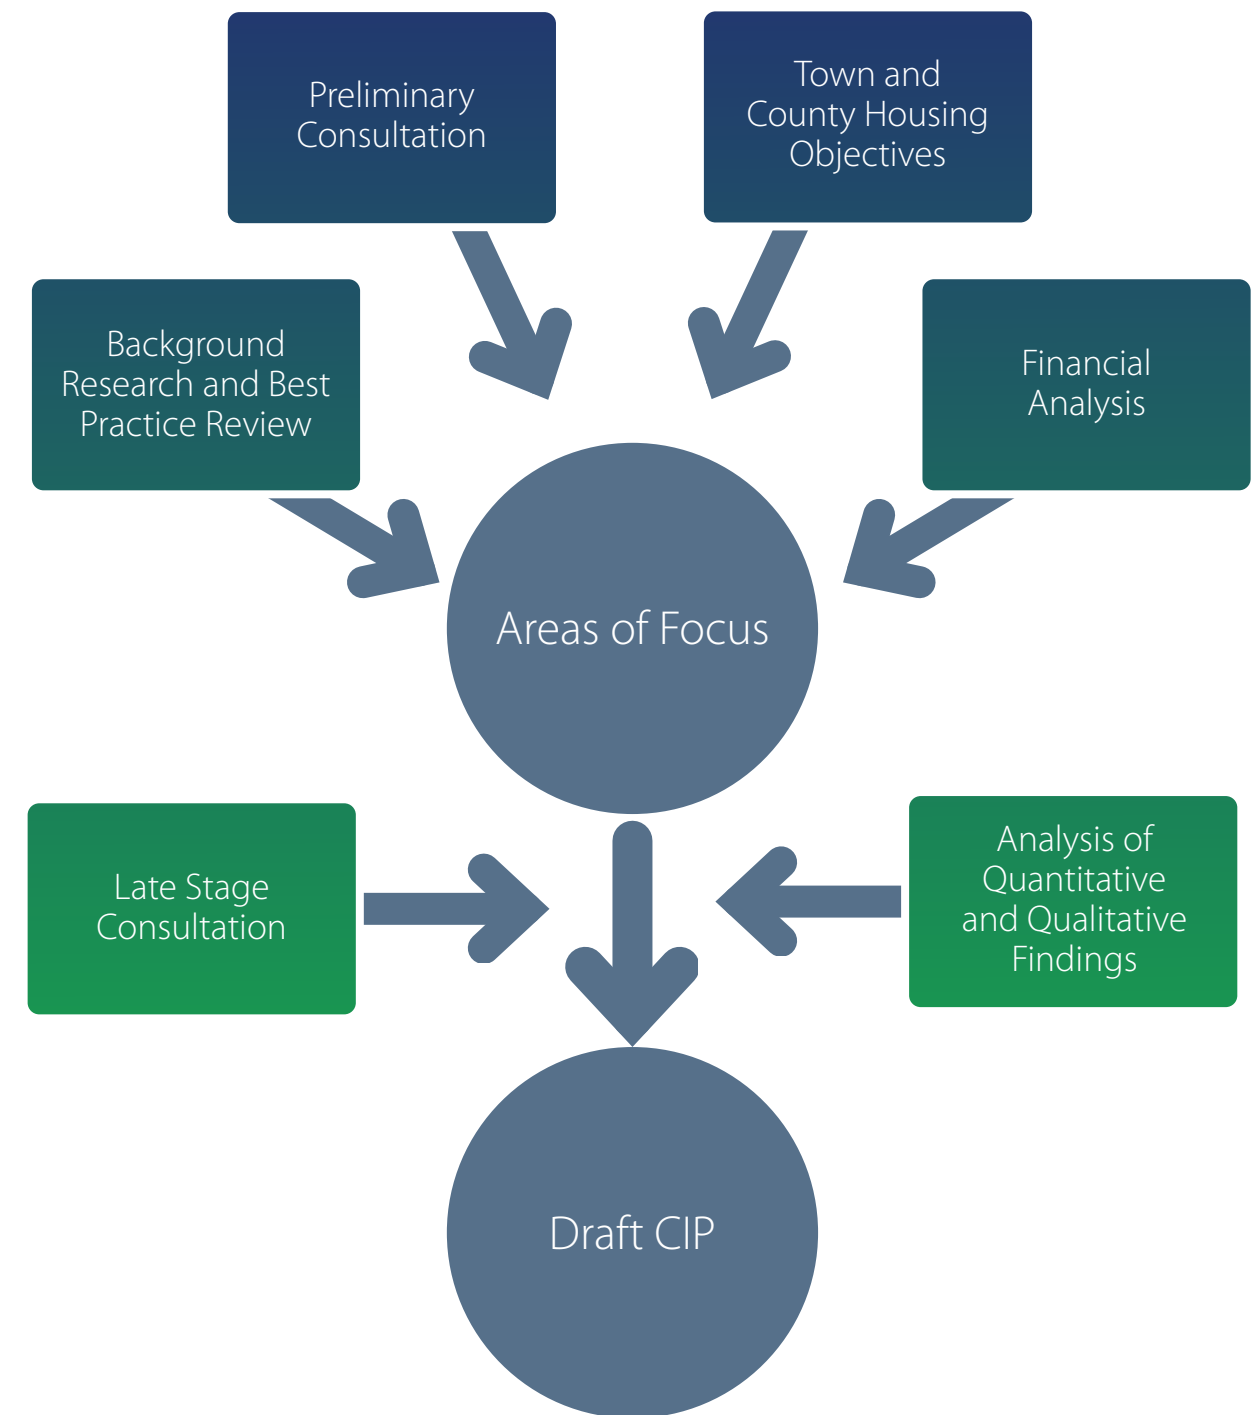 Preliminary
Consultation
Town and
County Housing
Objectives
Background
Research and Best
Practice Review
Financial
Analysis
Areas of Focus
Late Stage
Consultation
Analysis of
Quantitative
and Qualitative
Findings
Draft CIP